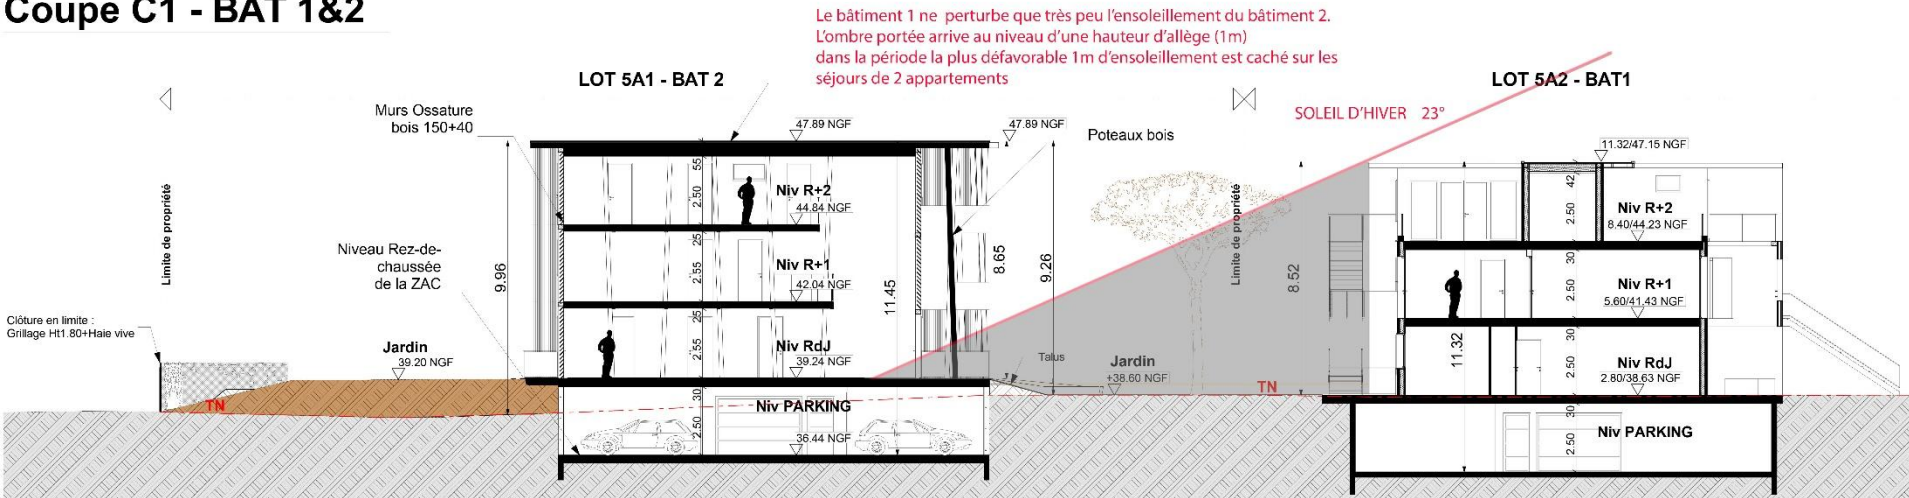 Coupe C1 - BAT 1&2
Le bâtiment 1 ne perturbe que très peu l'ensoleillement du bâtiment 2.
L'ombre portée arrive au niveau d'une hauteur d'allège (1m)
dans la période la plus défavorable 1m d'ensoleillement est caché sur les
séjours de 2 appartements
LOT 5A1 - BAT 2
LOT 5A2 - BAT1
SOLEIL D'HIVER 23°
Murs Ossature
bois 150+40
47.89 NGF
47.89 NGF
Poteaux bois
11.32/47.15 NGF
Limite de propriété
Limite de propriété
Niveau Rez-de-
chaussée
de la ZAC
Clôture en limite :
Grillage Ht1.80+Haie vive
Jardin
39.20 NGF
TN
9.96
55
2.50
Niv R+2
44.84 NGF
25
2.55
Niv R+1
42.04 NGF
25
2.55
Niv RdJ
39.24 NGF
30
2.50
Niv PARKING
36.44 NGF
11.45
8.65
9.26
Talus
Jardin
+38.60 NGF
TN
8.52
11.32
42
2.50
Niv R+2
8.40/44.23 NGF
30
2.50
Niv R+1
5.60/41.43 NGF
30
2.50
Niv RdJ
2.80/38.63 NGF
30
2.50
Niv PARKING